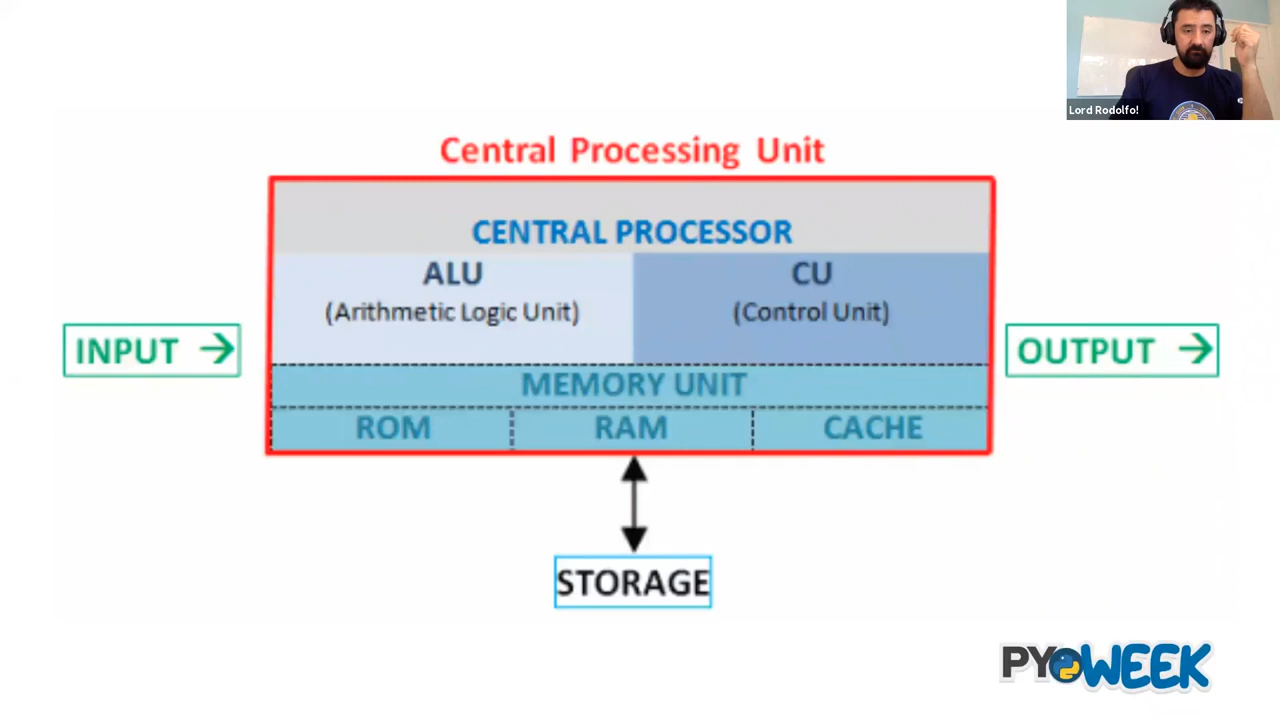 Lord Rodolfo!
Central Processing Unit
CENTRAL PROCESSOR
ALU
(Arithmetic Logic Unit)
CU
(Control Unit)
INPUT →
OUTPUT →
MEMORY UNIT
ROM
RAM
CACHE
STORAGE
PYWEEK